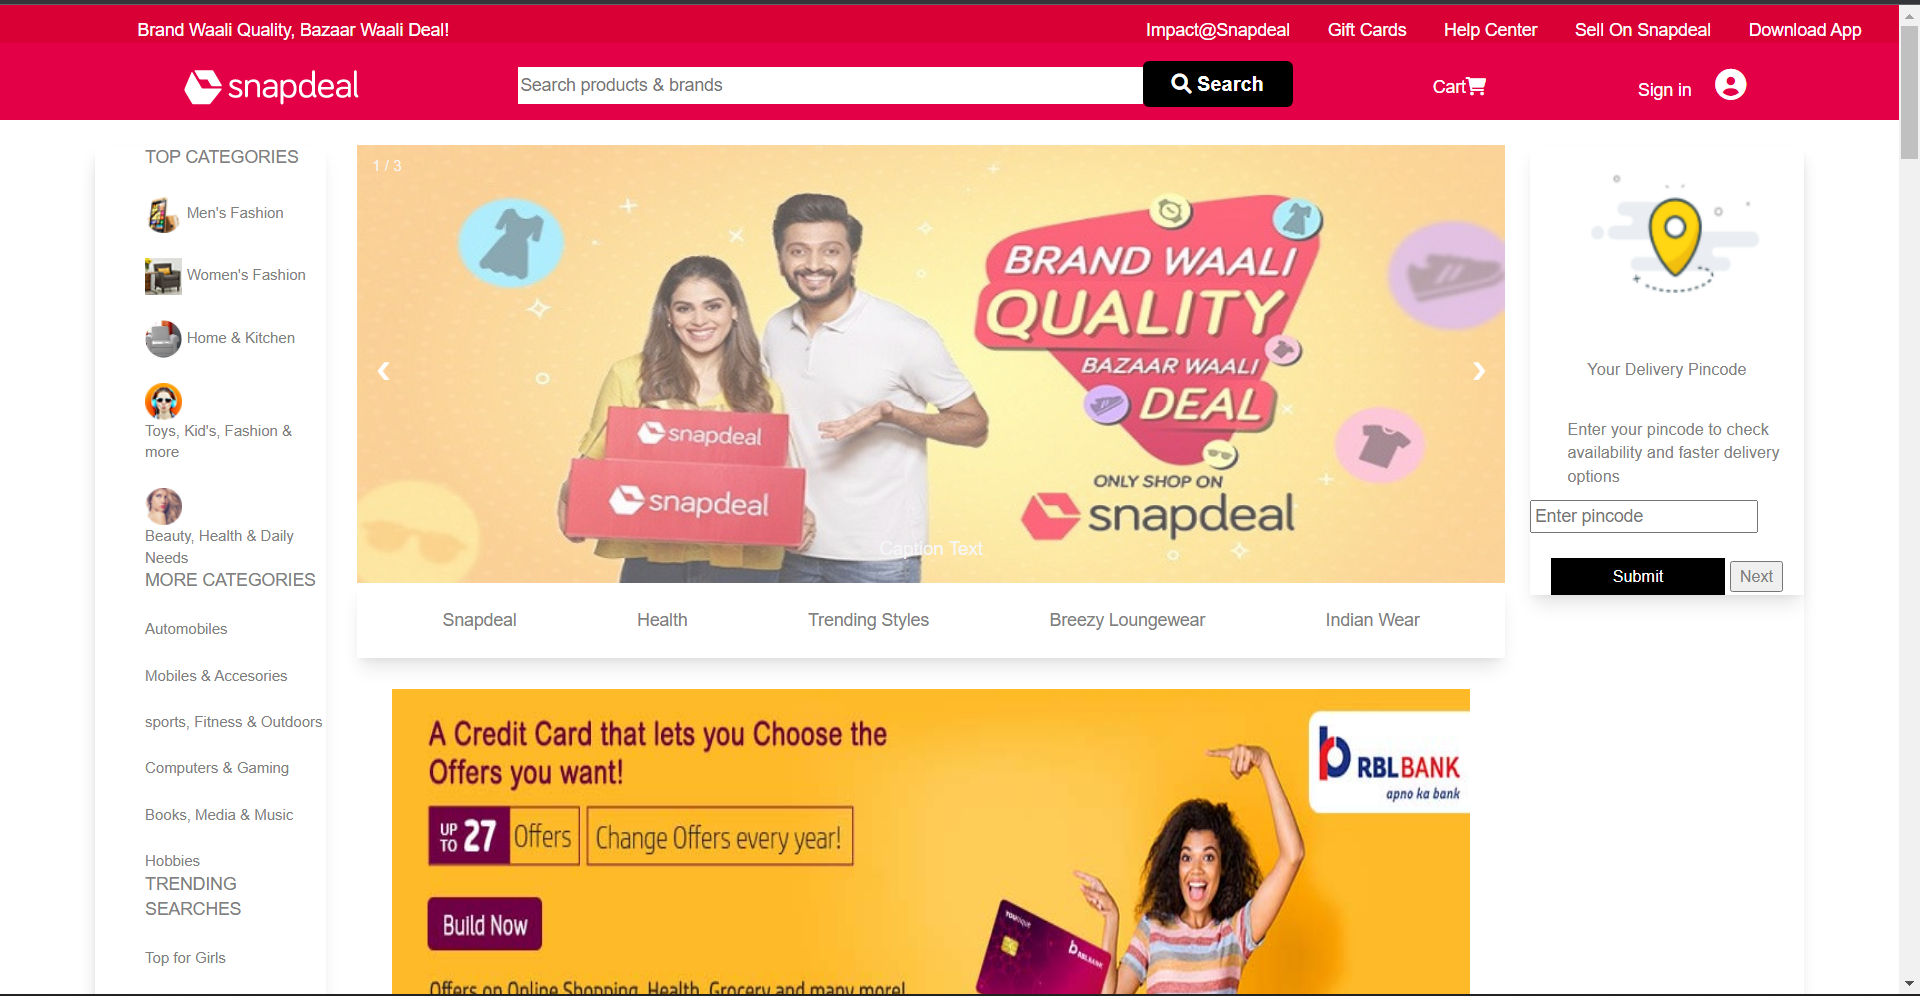 Brand Waali Quality, Bazaar Waali Deal!
Impact@Snapdeal
Gift Cards
Help Center
Sell On Snapdeal
Download App
snapdeal
Search products & brands
Search
Cart
Sign in
TOP CATEGORIES
Men's Fashion
Women's Fashion
Home & Kitchen
Toys, Kid's, Fashion &
more
Beauty, Health & Daily
Needs
MORE CATEGORIES
Automobiles
Mobiles & Accesories
sports, Fitness & Outdoors
Computers & Gaming
Books, Media & Music
Hobbies
TRENDING
SEARCHES
Top for Girls
1 / 3
BRAND WAALI
QUALITY
BAZAAR WAALI
DEAL
ONLY SHOP ON
snapdeal
snapdeal
snapdeal
Caption Text
❮
❯
Snapdeal
Health
Trending Styles
Breezy Loungewear
Indian Wear
A Credit Card that lets you Choose the
Offers you want!
UP TO 27 Offers
Change Offers every year!
Build Now
Offers on Online Shopping, Health, Grocery and many more!
RBLBANK
apno ka bank
YOUNIQUE
RBLBANK
Your Delivery Pincode
Enter your pincode to check
availability and faster delivery
options
Enter pincode
Submit
Next